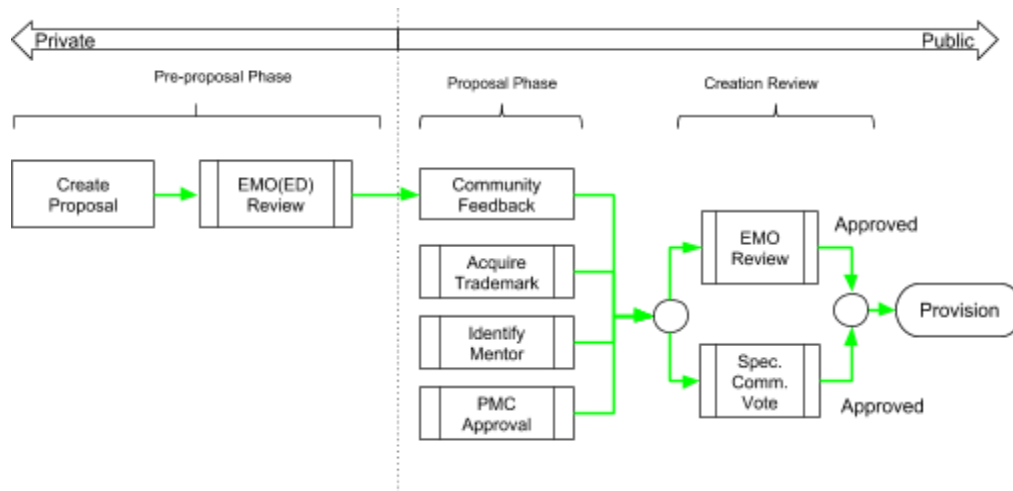 Private
Public
Pre-proposal Phase
Proposal Phase
Creation Review
Create
Proposal
EMO(ED)
Review
Community
Feedback
Acquire
Trademark
Identify
Mentor
PMC
Approval
EMO
Review
Approved
Spec.
Comm.
Vote
Approved
Provision